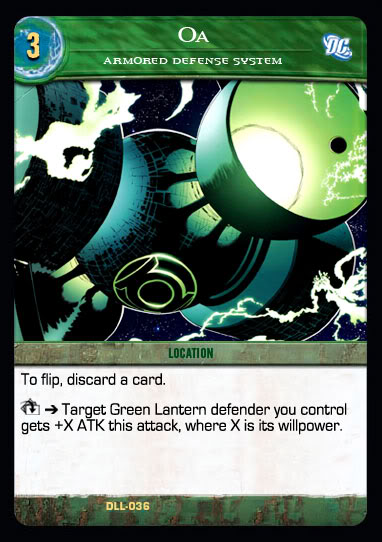 3
Oa
Armored Defense System
DC
LOCATION
To flip, discard a card.
➔ Target Green Lantern defender you control
gets +X ATK this attack, where X is its willpower.
DLL-036